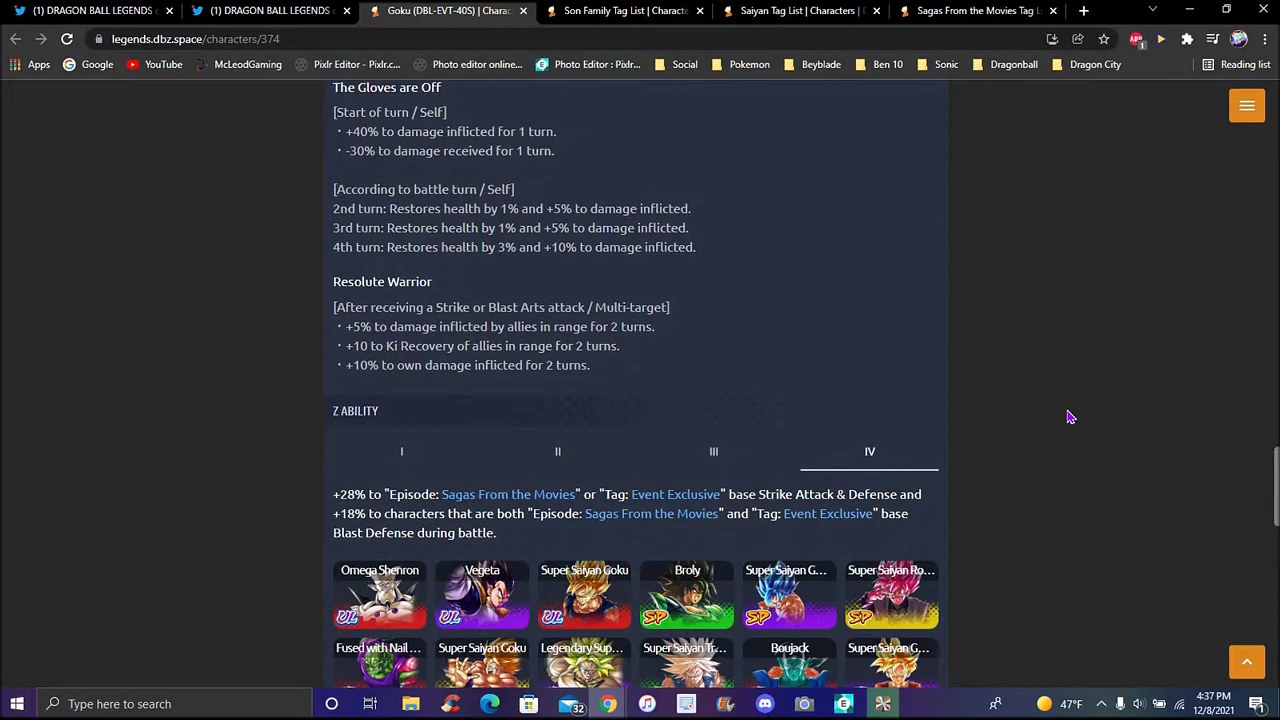 (1) DRAGON BALL LEGENDS
(1) DRAGON BALL LEGENDS
Goku (DBL-EVT-40S) | Charac
Son Family Tag List | Characte
Saiyan Tag List | Characters | D
Sagas From the Movies Tag L
legends.dbz.space/characters/374
Apps
Google
YouTube
McLeodGaming
Pixlr Editor - Pixlr.c...
Photo editor online...
Photo Editor : Pixlr...
Social
Pokemon
Beyblade
Ben 10
Sonic
Dragonball
Dragon City
Reading list
The Gloves are Off
[Start of turn / Self]
・+40% to damage inflicted for 1 turn.
・-30% to damage received for 1 turn.
[According to battle turn / Self]
2nd turn: Restores health by 1% and +5% to damage inflicted.
3rd turn: Restores health by 1% and +5% to damage inflicted.
4th turn: Restores health by 3% and +10% to damage inflicted.
Resolute Warrior
[After receiving a Strike or Blast Arts attack / Multi-target]
・+5% to damage inflicted by allies in range for 2 turns.
・+10 to Ki Recovery of allies in range for 2 turns.
・+10% to own damage inflicted for 2 turns.
Z ABILITY
I II III IV
+28% to "Episode: Sagas From the Movies" or "Tag: Event Exclusive" base Strike Attack & Defense and
+18% to characters that are both "Episode: Sagas From the Movies" and "Tag: Event Exclusive" base
Blast Defense during battle.
Omega Shenron Vegeta Super Saiyan Goku Broly Super Saiyan G... Super Saiyan Ro...
UL UL UL SP SP SP
Fused with Nail ... Super Saiyan Goku Legendary Sup... Super Saiyan Tr... Boujack Super Saiyan G...
Type here to search
32
47°F
4:37 PM
12/8/2021
1